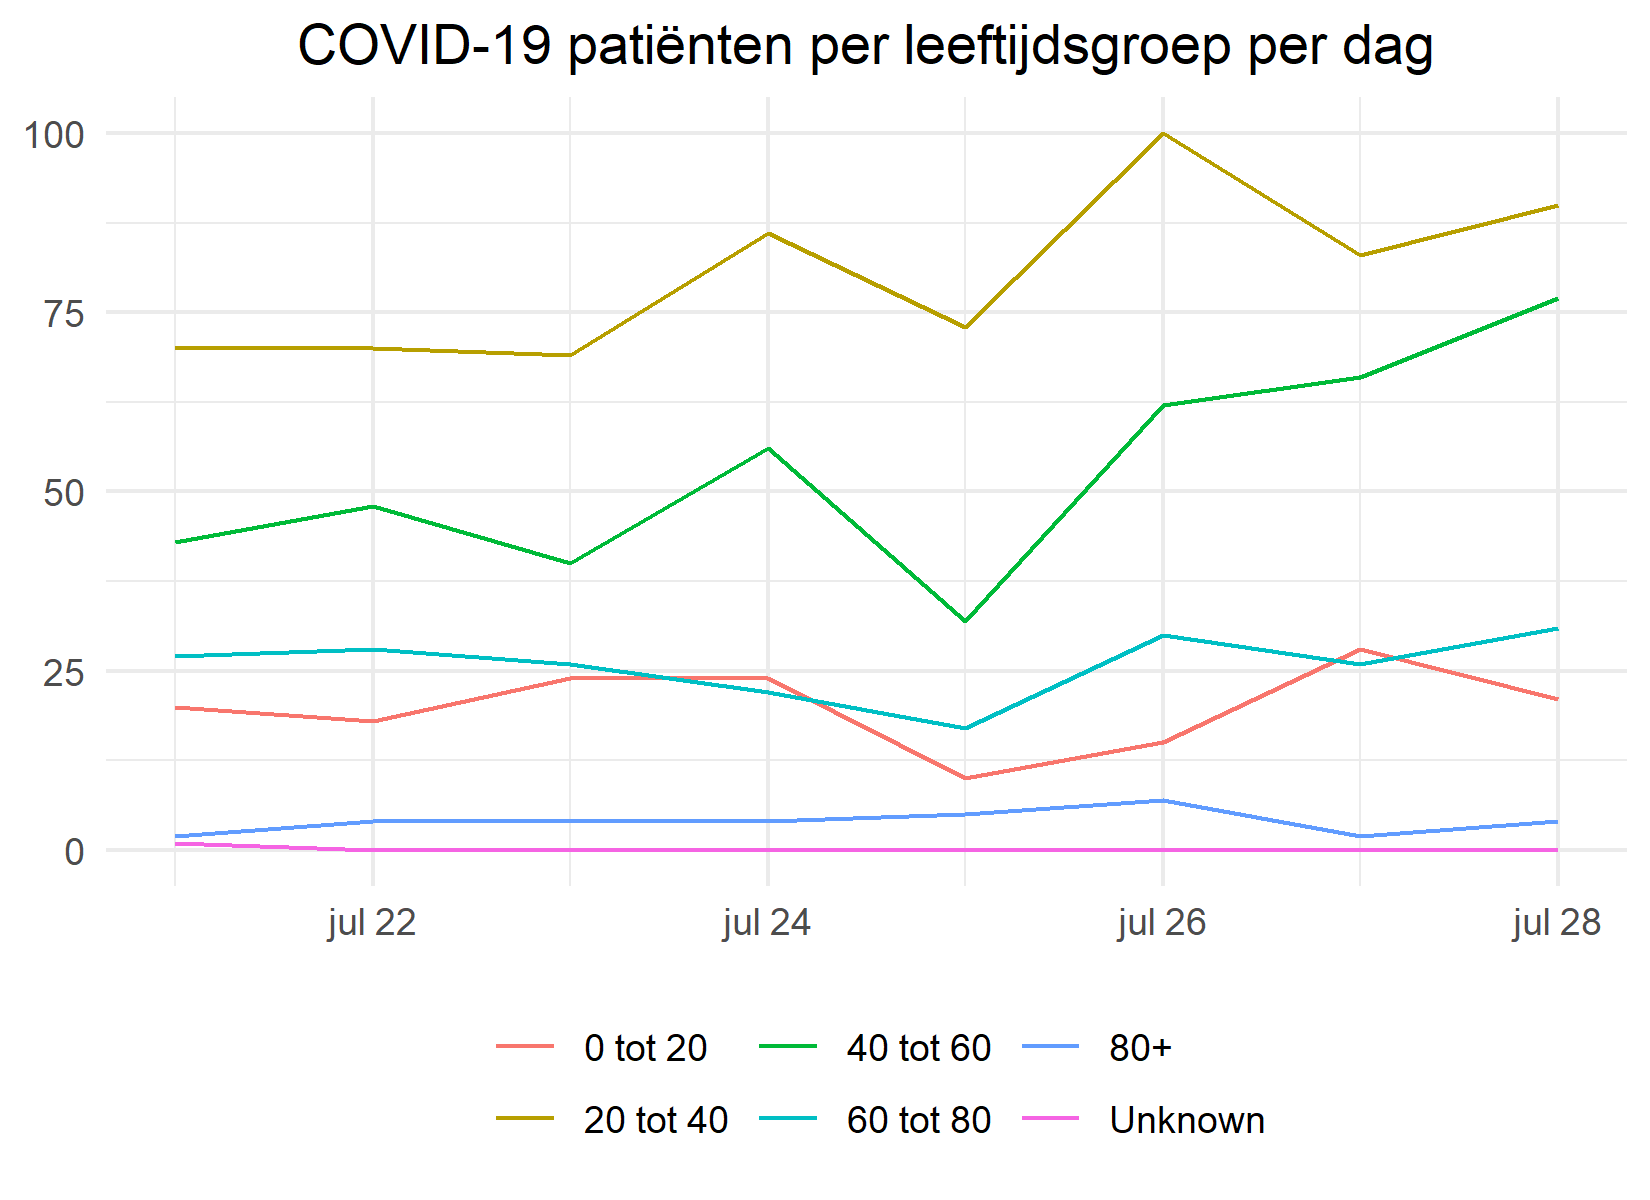 COVID-19 patiënten per leeftijdsgroep per dag
100
75
50
25
0
jul 22 jul 24 jul 26 jul 28
0 tot 20 40 tot 60 80+
20 tot 40 60 tot 80 Unknown